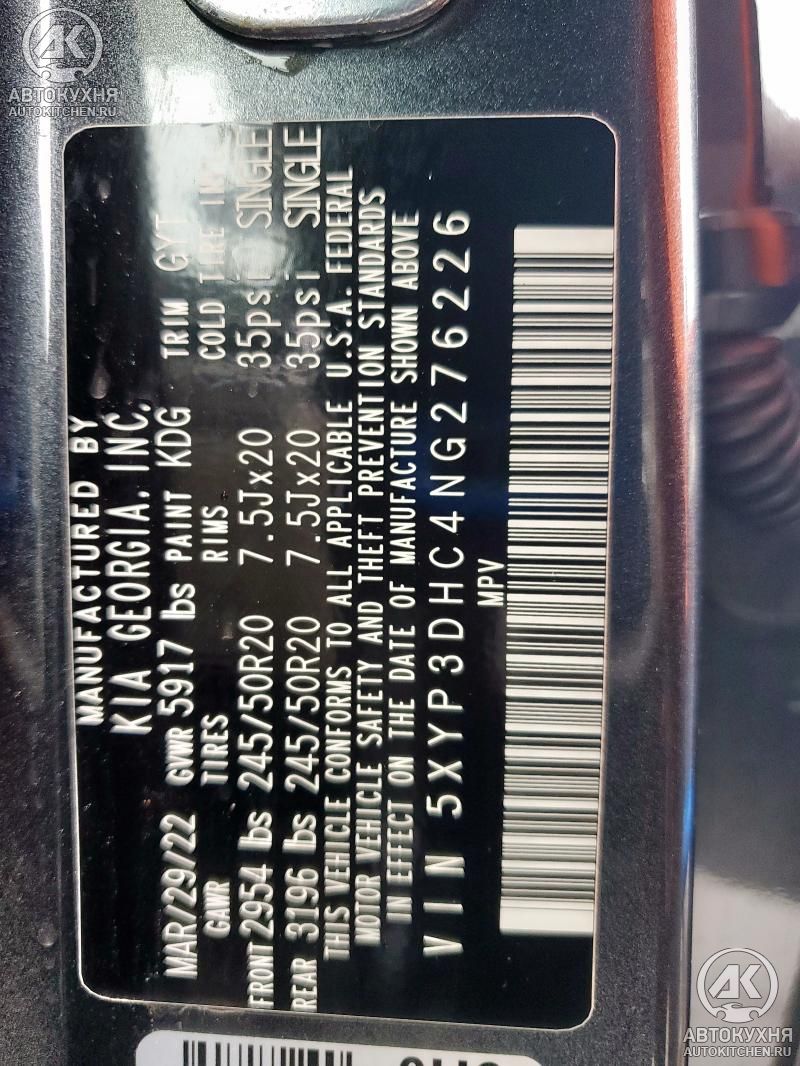 AK
АВТОКУХНЯ
AUTOKITCHEN.RU
MANUFACTURED BY
KIA GEORGIA, INC.
MAR/29/22 GVWR 5917 lbs PAINT KDG TRIM GYT
GAWR TIRES RIMS COLD TIRE
FRONT 2954 lbs 245/50R20 7.5Jx20 35psi SINGLE
REAR 3196 lbs 245/50R20 7.5Jx20 35psi SINGLE
THIS VEHICLE CONFORMS TO ALL APPLICABLE U.S.A. FEDERAL
MOTOR VEHICLE SAFETY AND THEFT PREVENTION STANDARDS
IN EFFECT ON THE DATE OF MANUFACTURE SHOWN ABOVE
VIN 5XYP3DHC4NG276226
MPV
AK
АВТОКУХНЯ
AUTOKITCHEN.RU